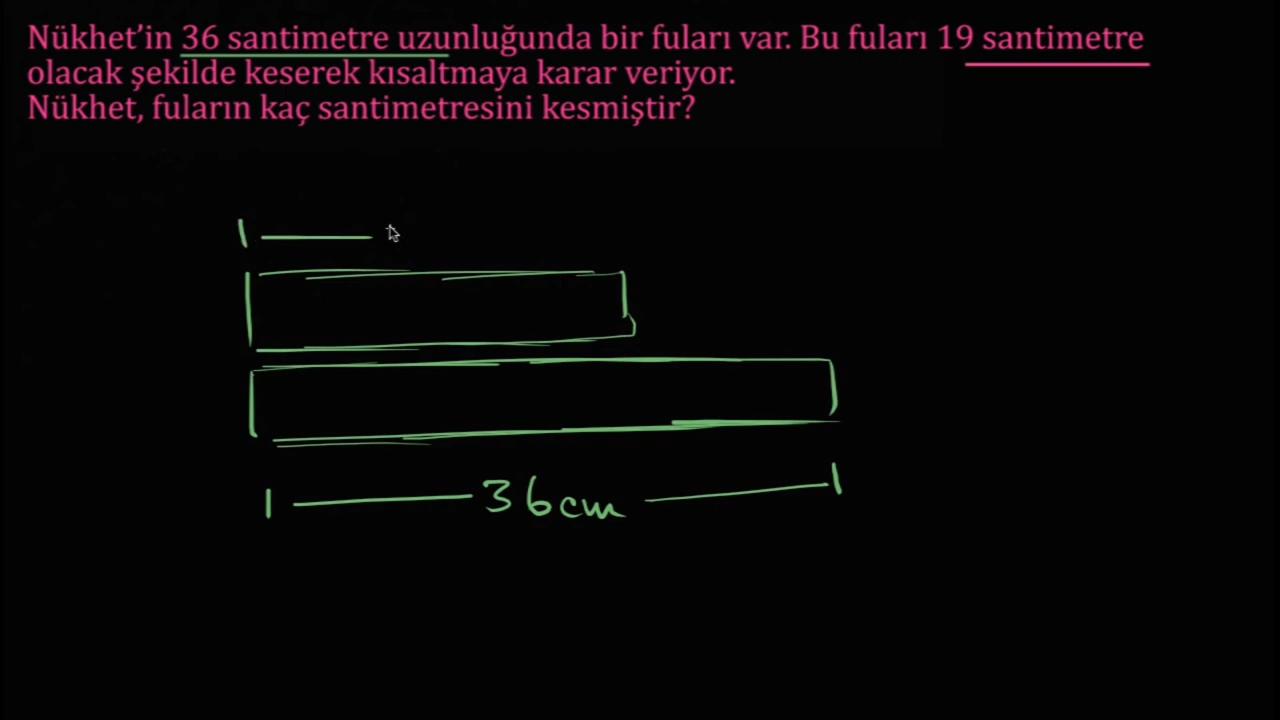 Nükhet'in 36 santimetre uzunluğunda bir fuları var. Bu fuları 19 santimetre
olacak şekilde keserek kısaltmaya karar veriyor.
Nükhet, fuların kaç santimetresini kesmiştir?
36cm